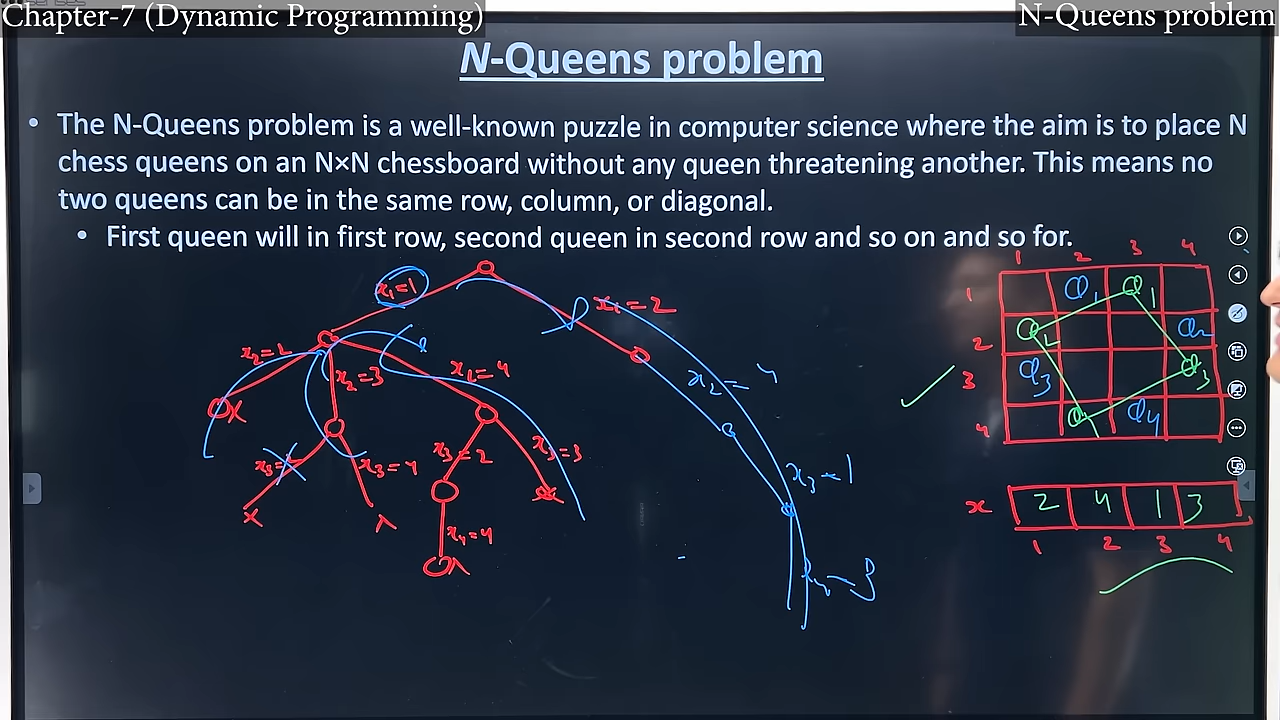 Chapter-7 (Dynamic Programming)
N-Queens problem
N-Queens problem
• The N-Queens problem is a well-known puzzle in computer science where the aim is to place N
chess queens on an N×N chessboard without any queen threatening another. This means no
two queens can be in the same row, column, or diagonal.
• First queen will in first row, second queen in second row and so on and so for.
x₁=1
x₁=2
x₂=2
x₂=3
x₂=4
x₂=4
x₃=4
x₃=2
x₃=3
x₃=1
x₄=4
1 2 3 4
1 Q₁ Q₁
2 Q₂ Q₂
3 Q₃ Q₃
4 Q₄
x 2 4 1 3
1 2 3 4